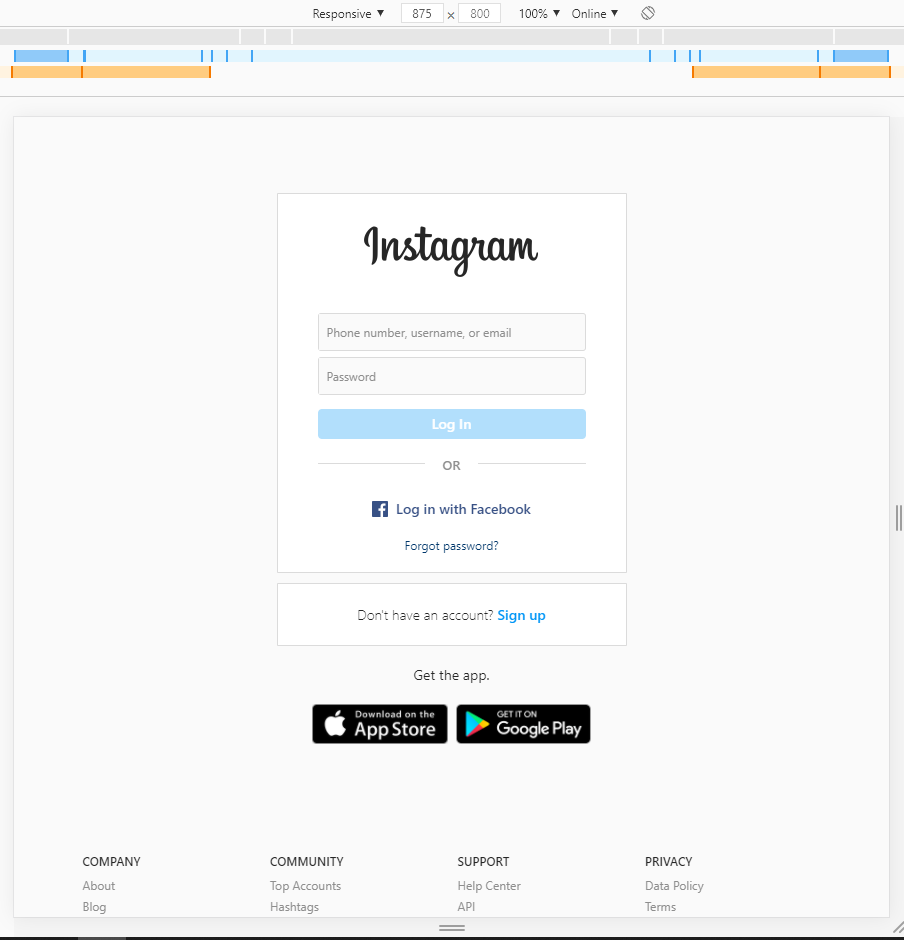 Responsive ▼ 875 × 800 100% ▼ Online ▼
Instagram
Phone number, username, or email
Password
Log In
OR
Log in with Facebook
Forgot password?
Don't have an account? Sign up
Get the app.
Download on the
App Store
GET IT ON
Google Play
COMPANY COMMUNITY SUPPORT PRIVACY
About Top Accounts Help Center Data Policy
Blog Hashtags API Terms